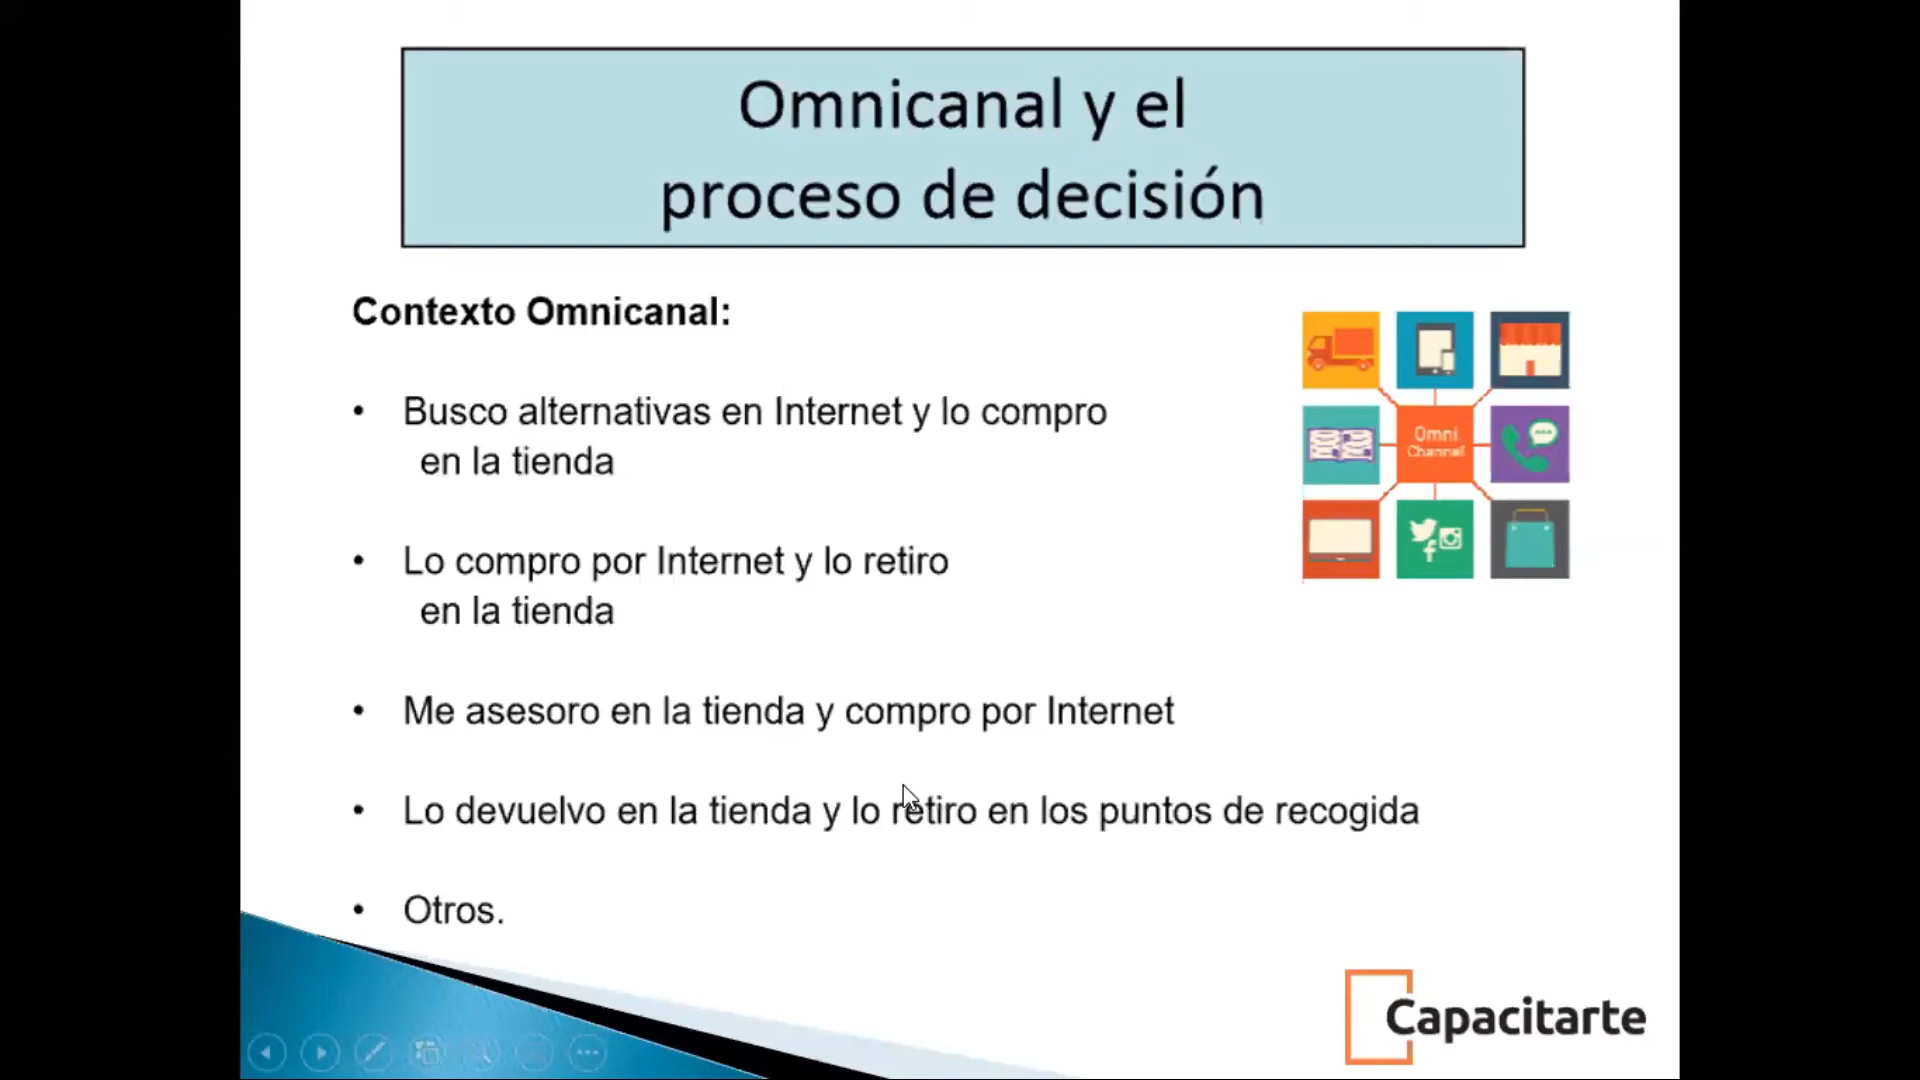 Omnicanal y el
proceso de decisión
Contexto Omnicanal:
• Busco alternativas en Internet y lo compro
en la tienda
• Lo compro por Internet y lo retiro
en la tienda
• Me asesoro en la tienda y compro por Internet
• Lo devuelvo en la tienda y lo retiro en los puntos de recogida
• Otros.
Omni
Channel
Capacitarte